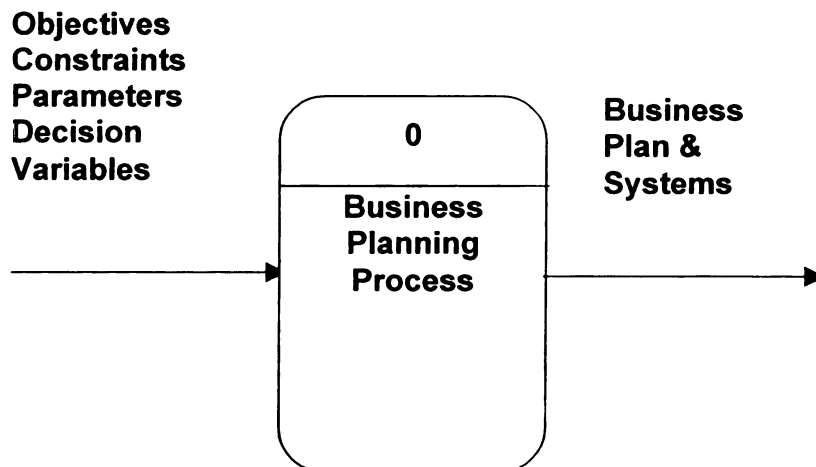 Objectives
Constraints
Parameters
Decision
Variables
0
Business
Planning
Process
Business
Plan &
Systems